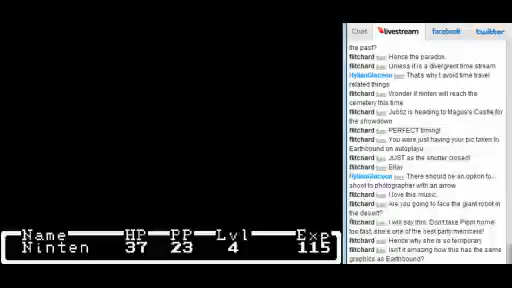 Name HP PP Lvl Exp
Ninten 37 23 4 115
Chat livestream facebook twitter
the past?
flitchard Hence the paradox.
flitchard Unless it is a divergent time stream
That's why I avoid time travel
related things
flitchard Wonder if ninten will reach the
cemetery this time
flitchard Jubbz is heading to Magus's Castle for
the showdown
flitchard PERFECT timing!
flitchard You were just having your pic taken in
Earthbound on autoplay
flitchard JUST as the shutter closed!
flitchard
There should be an option to
shoot to photographer with an arrow
flitchard I love this music.
flitchard Are you going to face the giant robot in
the desert?
flitchard I will say this. Don't take Pippi home
too fast, she's one of the best party members!
flitchard Hence why she is so temporary
flitchard Isn't it amazing how this has the same
graphics as Earthbound?